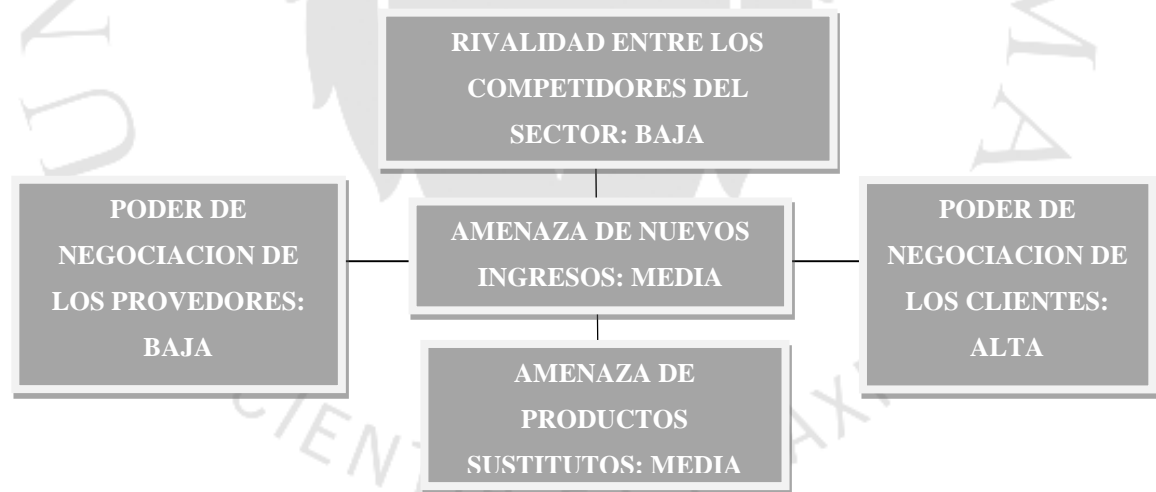 RIVALIDAD ENTRE LOS
COMPETIDORES DEL
SECTOR: BAJA
PODER DE
NEGOCIACION DE
LOS PROVEDORES:
BAJA
AMENAZA DE NUEVOS
INGRESOS: MEDIA
PODER DE
NEGOCIACION DE
LOS CLIENTES:
ALTA
AMENAZA DE
PRODUCTOS
SUSTITUTOS: MEDIA